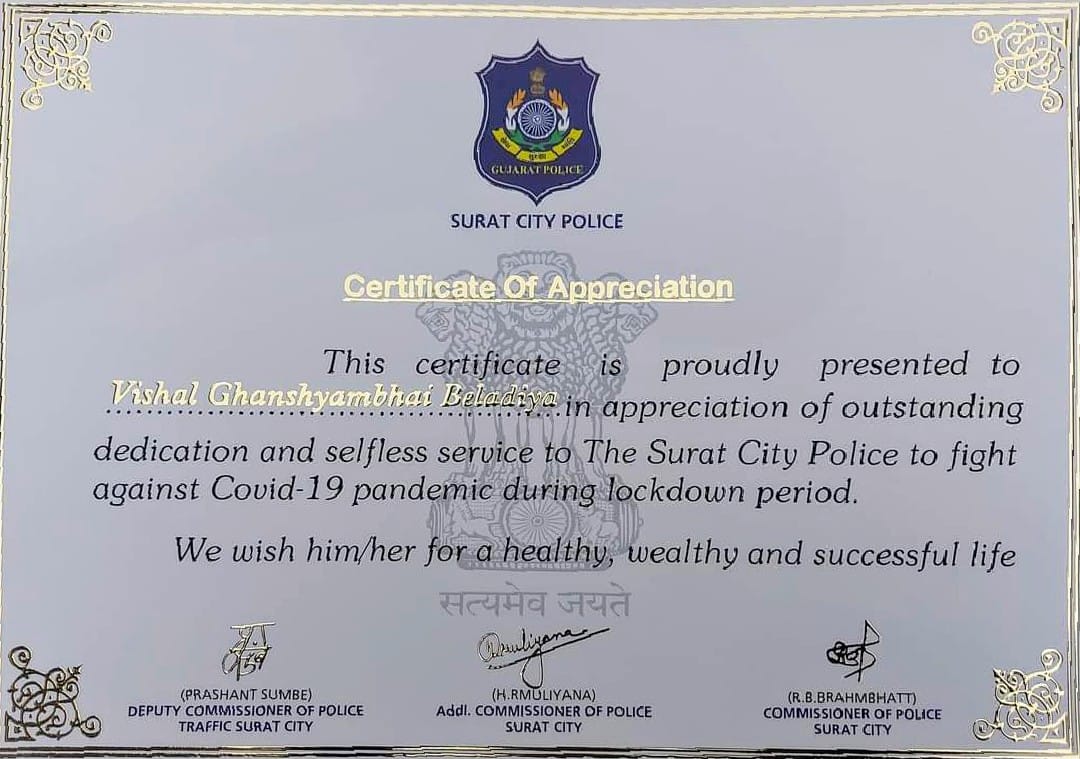 सेवा सुरक्षा शांति
GUJARAT POLICE
SURAT CITY POLICE
Certificate Of Appreciation
This certificate is proudly presented to
Vishal Ghanshyambhai Beladiya in appreciation of outstanding
dedication and selfless service to The Surat City Police to fight
against Covid-19 pandemic during lockdown period.
We wish him/her for a healthy, wealthy and successful life
सत्यमेव जयते
Rmuliyana
(PRASHANT SUMBE) (H.RMULIYANA) (R.B.BRAHMBHATT)
DEPUTY COMMISSIONER OF POLICE Addl. COMMISSIONER OF POLICE COMMISSIONER OF POLICE
TRAFFIC SURAT CITY SURAT CITY SURAT CITY